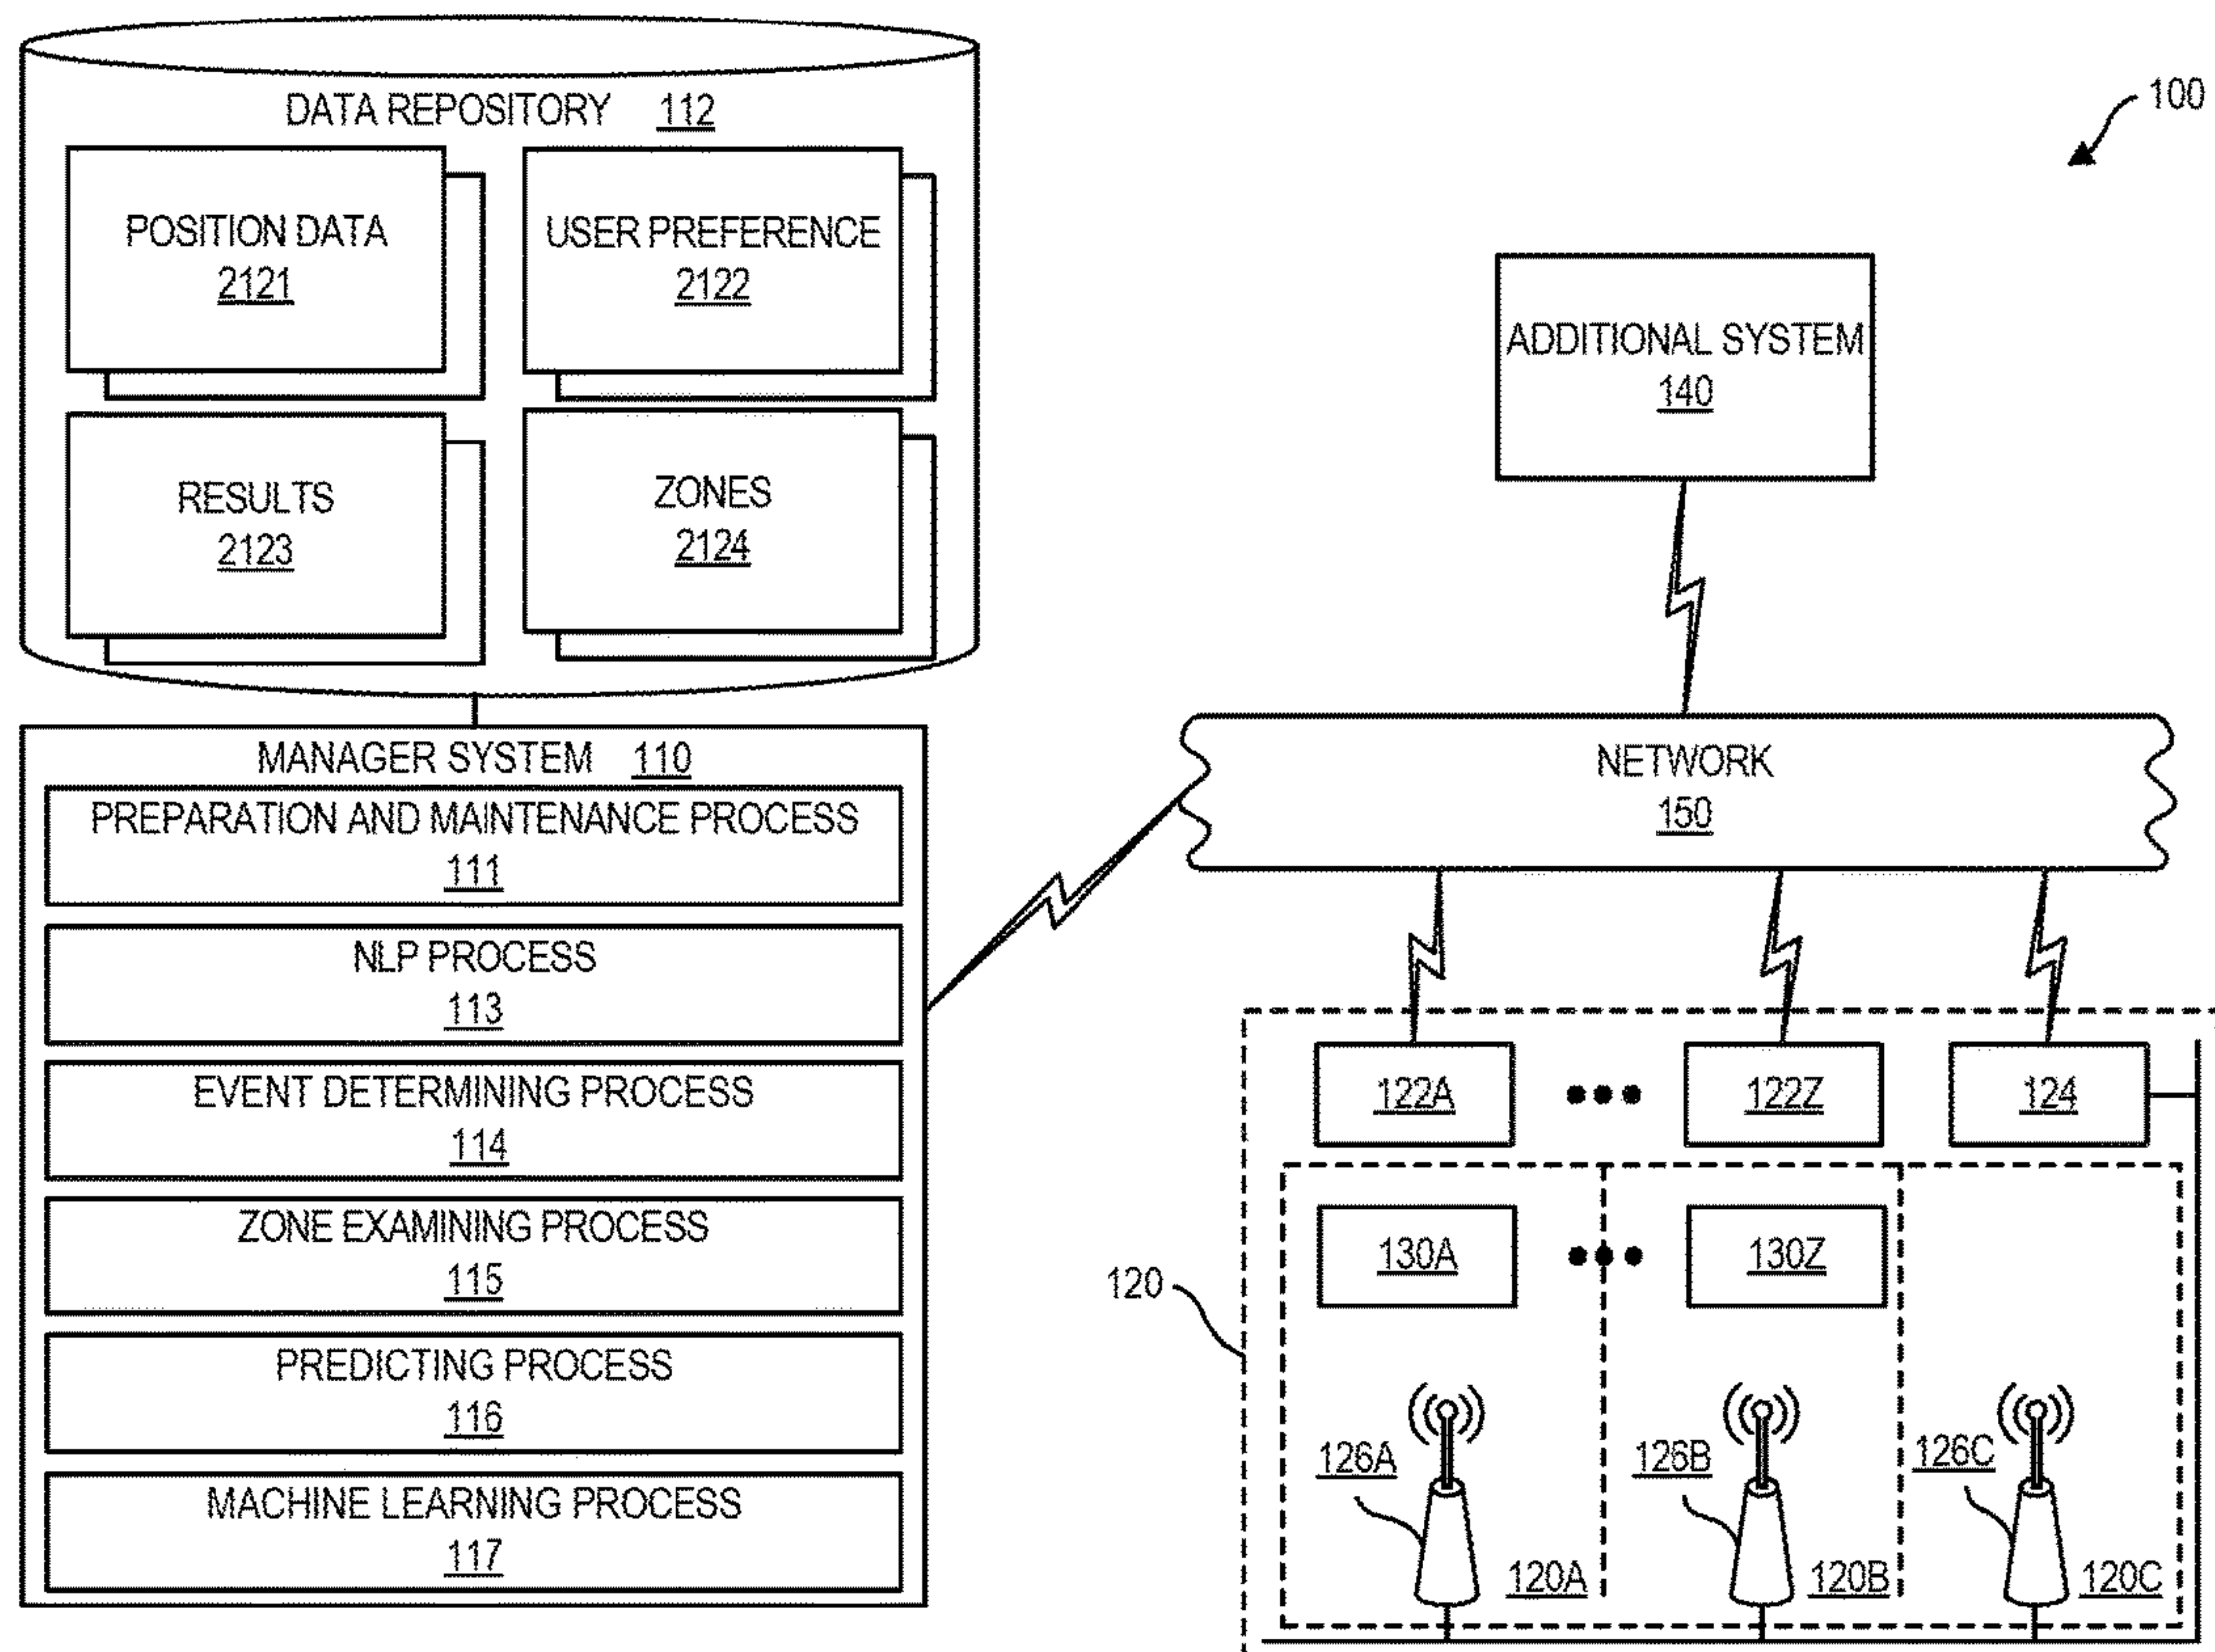 DATA REPOSITORY 112
POSITION DATA
2121
USER PREFERENCE
2122
RESULTS
2123
ZONES
2124
100
ADDITIONAL SYSTEM
140
MANAGER SYSTEM 110
PREPARATION AND MAINTENANCE PROCESS
111
NLP PROCESS
113
EVENT DETERMINING PROCESS
114
ZONE EXAMINING PROCESS
115
PREDICTING PROCESS
116
MACHINE LEARNING PROCESS
117
NETWORK
150
122A
122Z
124
130A
130Z
120
126A
126B
126C
120A
120B
120C